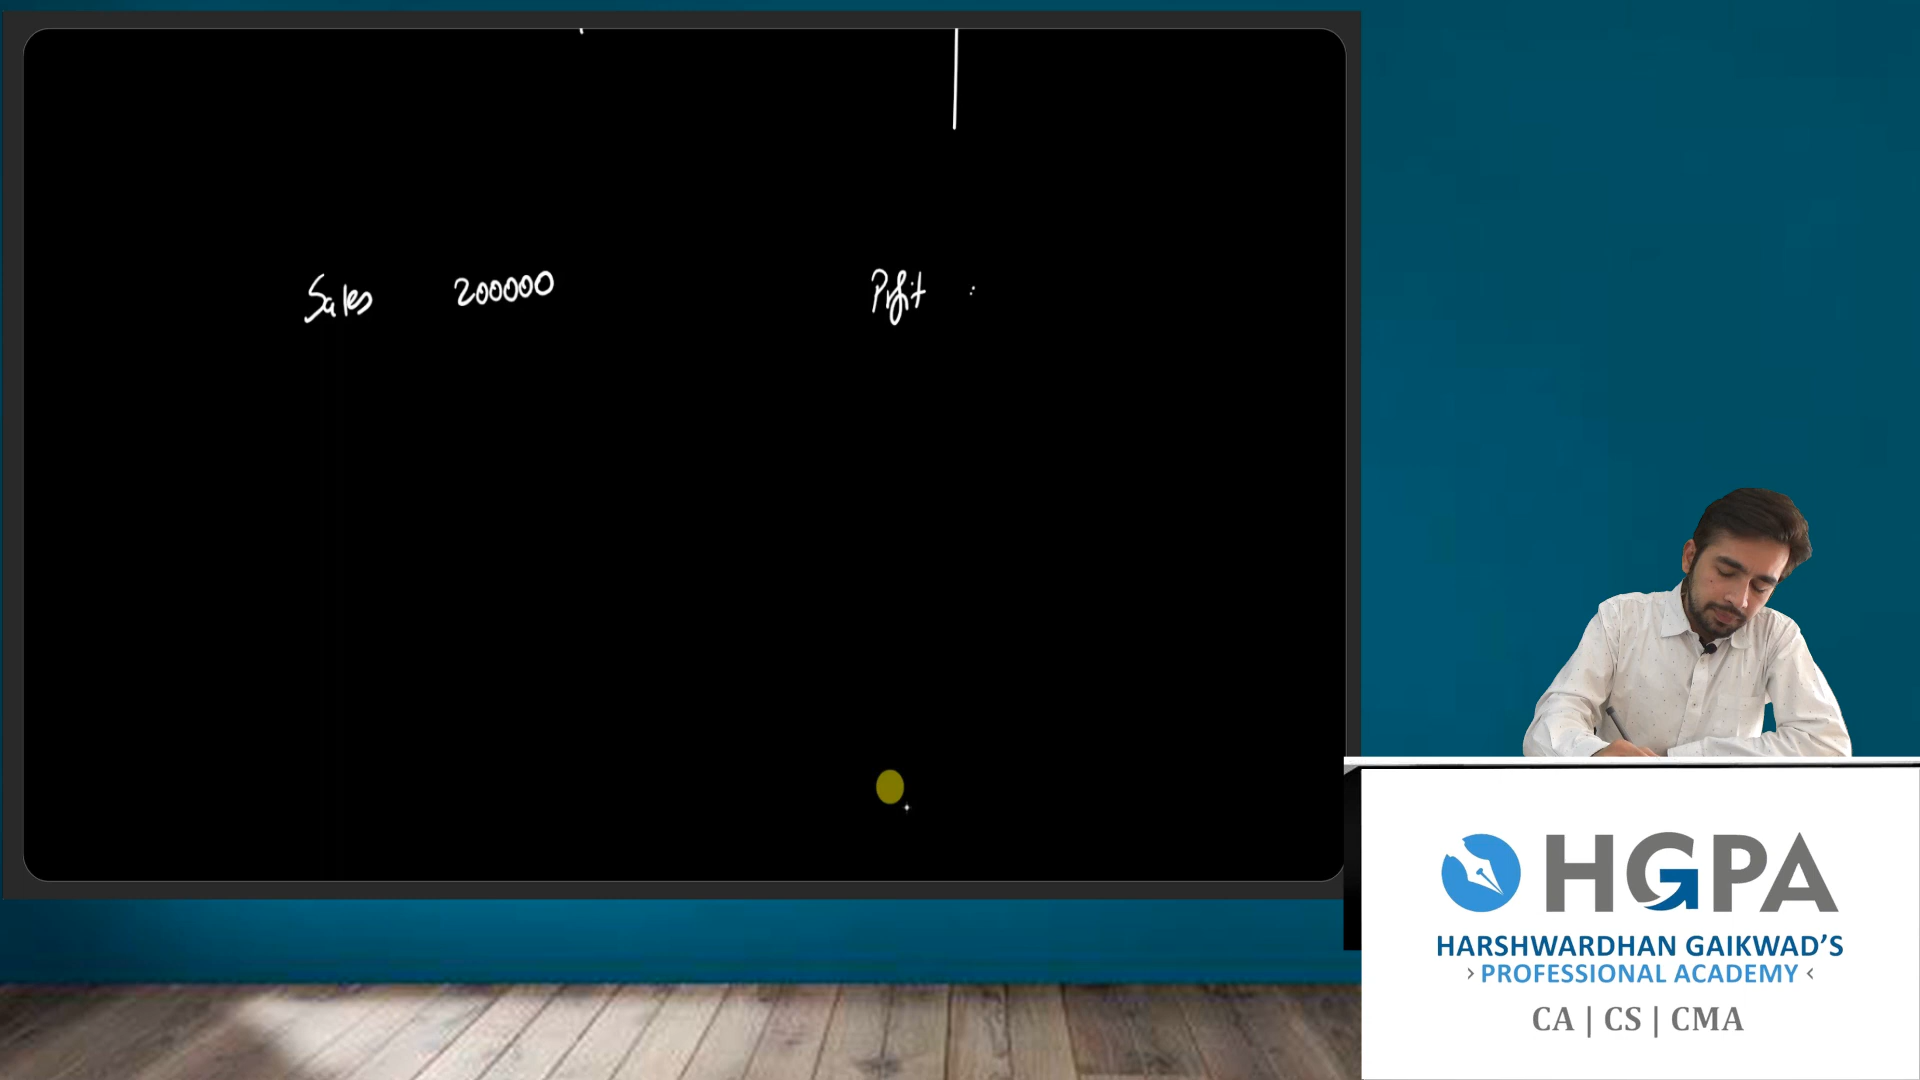 Sales 200000 Profit :
HGPA
HARSHWARDHAN GAIKWAD'S
› PROFESSIONAL ACADEMY ‹
CA | CS | CMA